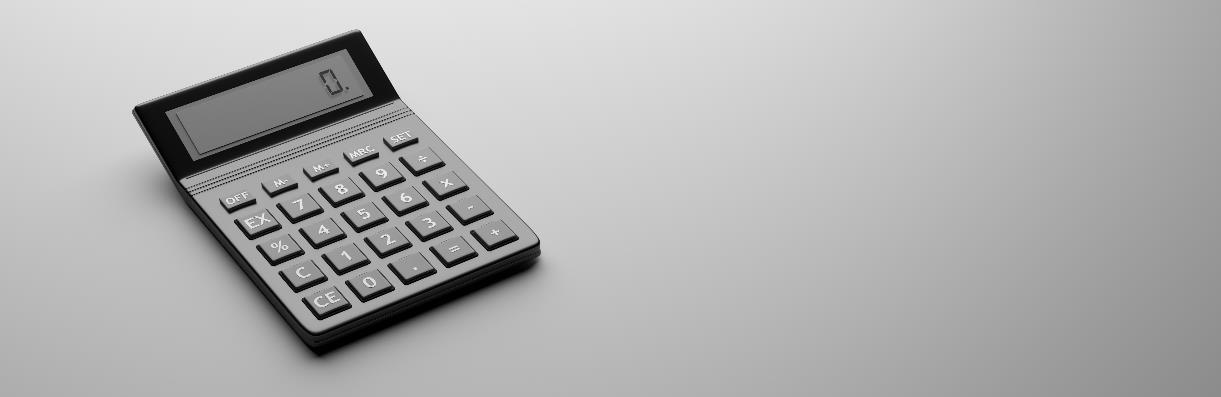 0.
OFF M- M+ MRC SET
EX 7 8 9 ÷
% 4 5 6 x
C 1 2 3 -
CE 0 . = +